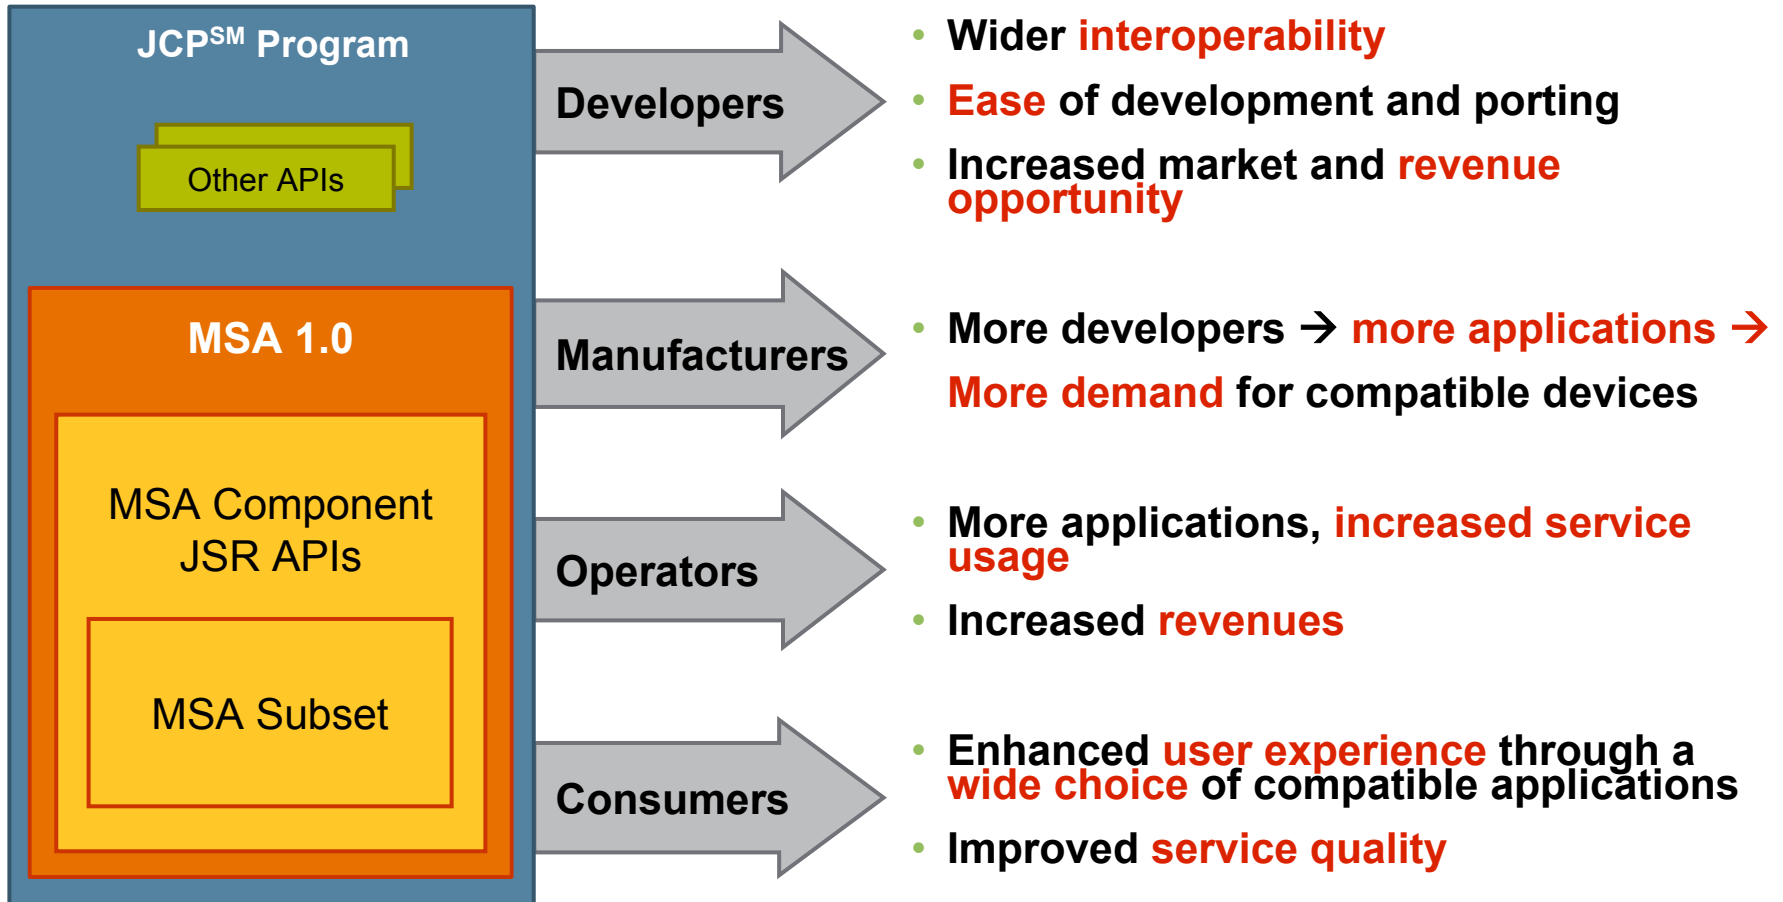 JCP℠ Program
Other APIs
MSA 1.0
MSA Component
JSR APIs
MSA Subset
Developers
• Wider interoperability
• Ease of development and porting
• Increased market and revenue
opportunity
Manufacturers
• More developers → more applications →
More demand for compatible devices
Operators
• More applications, increased service
usage
• Increased revenues
Consumers
• Enhanced user experience through a
wide choice of compatible applications
• Improved service quality